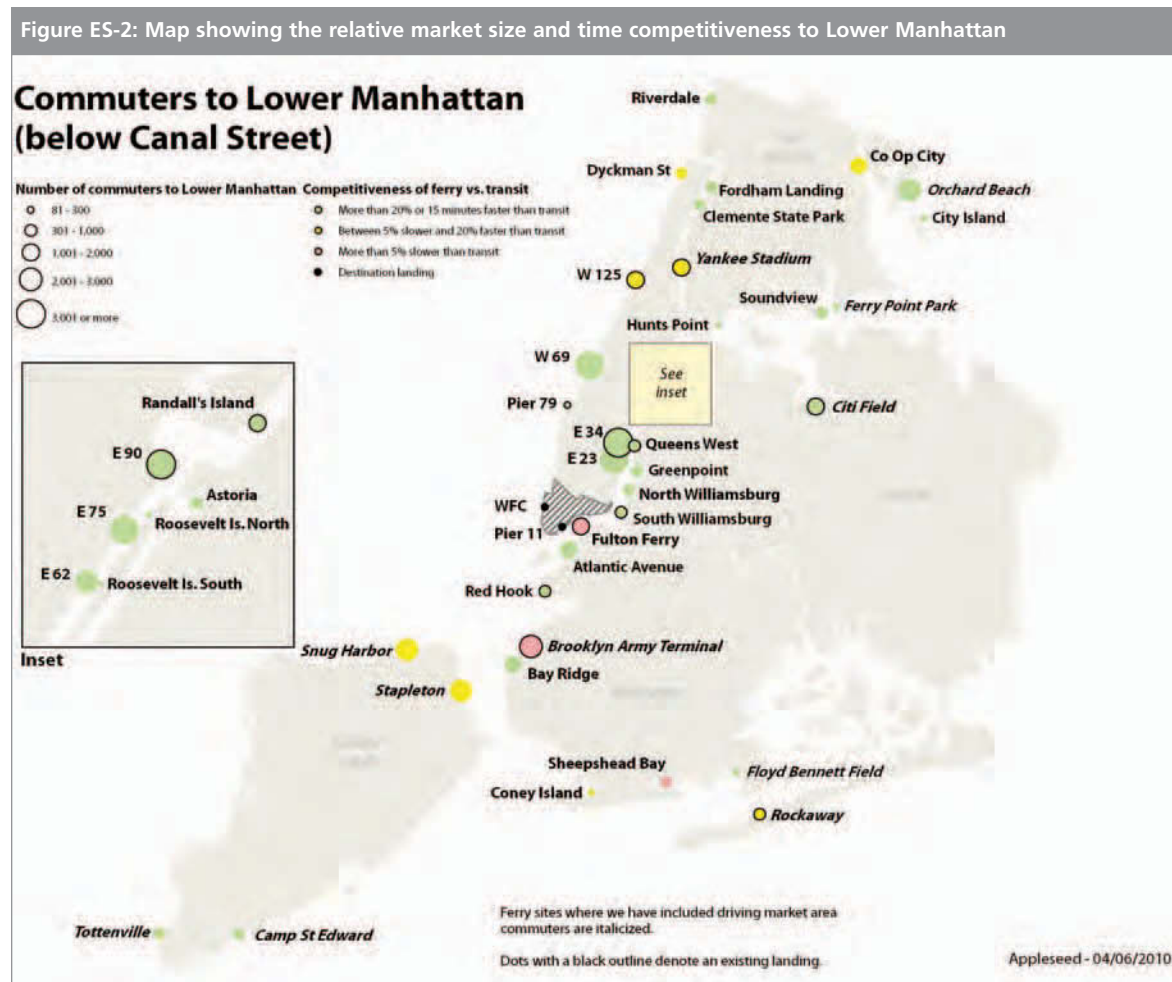 Figure ES-2: Map showing the relative market size and time competitiveness to Lower Manhattan
Commuters to Lower Manhattan
(below Canal Street)
Number of commuters to Lower Manhattan
81 - 300
301 - 1,000
1,001 - 2,000
2,001 - 3,000
3,001 or more
Competitiveness of ferry vs. transit
More than 20% or 15 minutes faster than transit
Between 5% slower and 20% faster than transit
More than 5% slower than transit
Destination landing
Riverdale
Dyckman St
Co Op City
Fordham Landing
Orchard Beach
Clemente State Park
City Island
Yankee Stadium
W 125
Soundview
Ferry Point Park
Hunts Point
W 69
See
inset
Pier 79
Citi Field
E 34
Queens West
E 23
Greenpoint
North Williamsburg
WFC
South Williamsburg
Pier 11
Fulton Ferry
Atlantic Avenue
Red Hook
Randall's Island
E 90
Astoria
E 75
Roosevelt Is. North
E 62
Roosevelt Is. South
Inset
Snug Harbor
Brooklyn Army Terminal
Bay Ridge
Stapleton
Sheepshead Bay
Floyd Bennett Field
Coney Island
Rockaway
Tottenville
Camp St Edward
Ferry sites where we have included driving market area
commuters are italicized.
Dots with a black outline denote an existing landing.
Appleseed - 04/06/2010